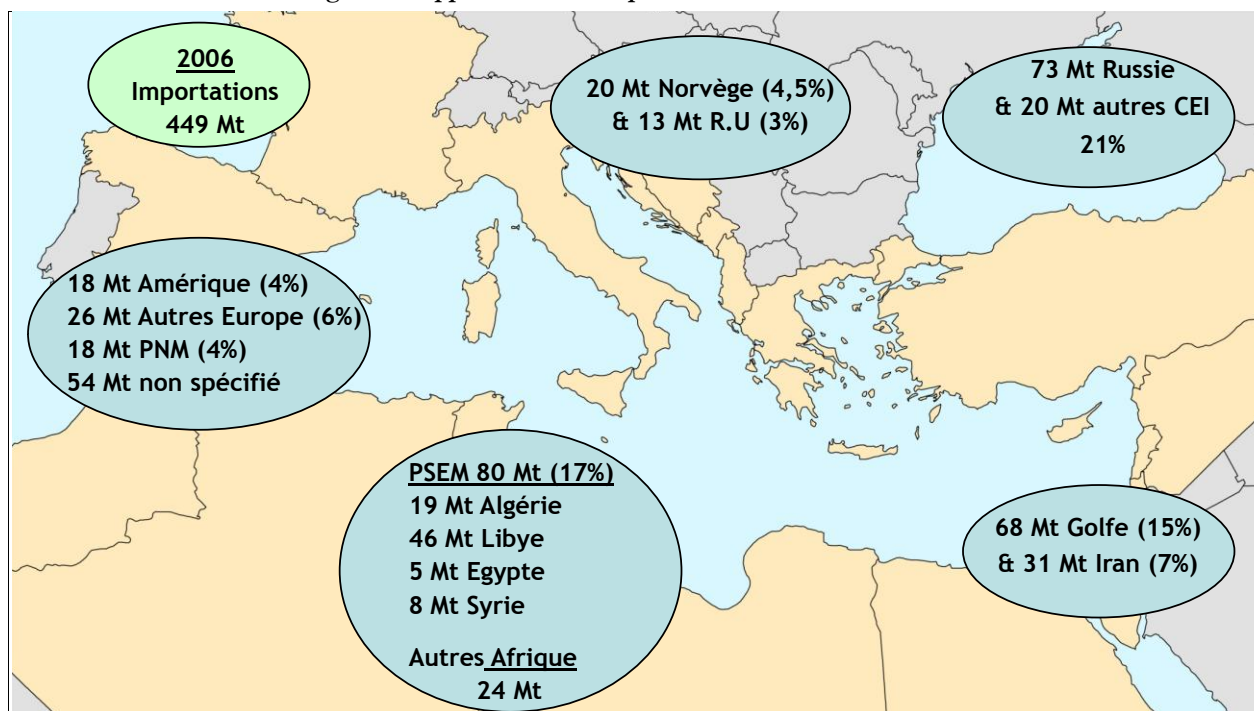 2006
Importations
449 Mt
20 Mt Norvège (4,5%)
& 13 Mt R.U (3%)
73 Mt Russie
& 20 Mt autres CEI
21%
18 Mt Amérique (4%)
26 Mt Autres Europe (6%)
18 Mt PNM (4%)
54 Mt non spécifié
PSEM 80 Mt (17%)
19 Mt Algérie
46 Mt Libye
5 Mt Egypte
8 Mt Syrie
Autres Afrique
24 Mt
68 Mt Golfe (15%)
& 31 Mt Iran (7%)